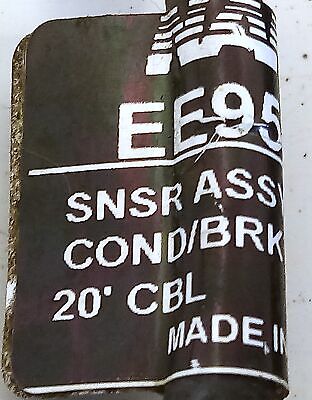 EE95
SNSR ASSY
COND/BRK
20' CBL
MADE IN